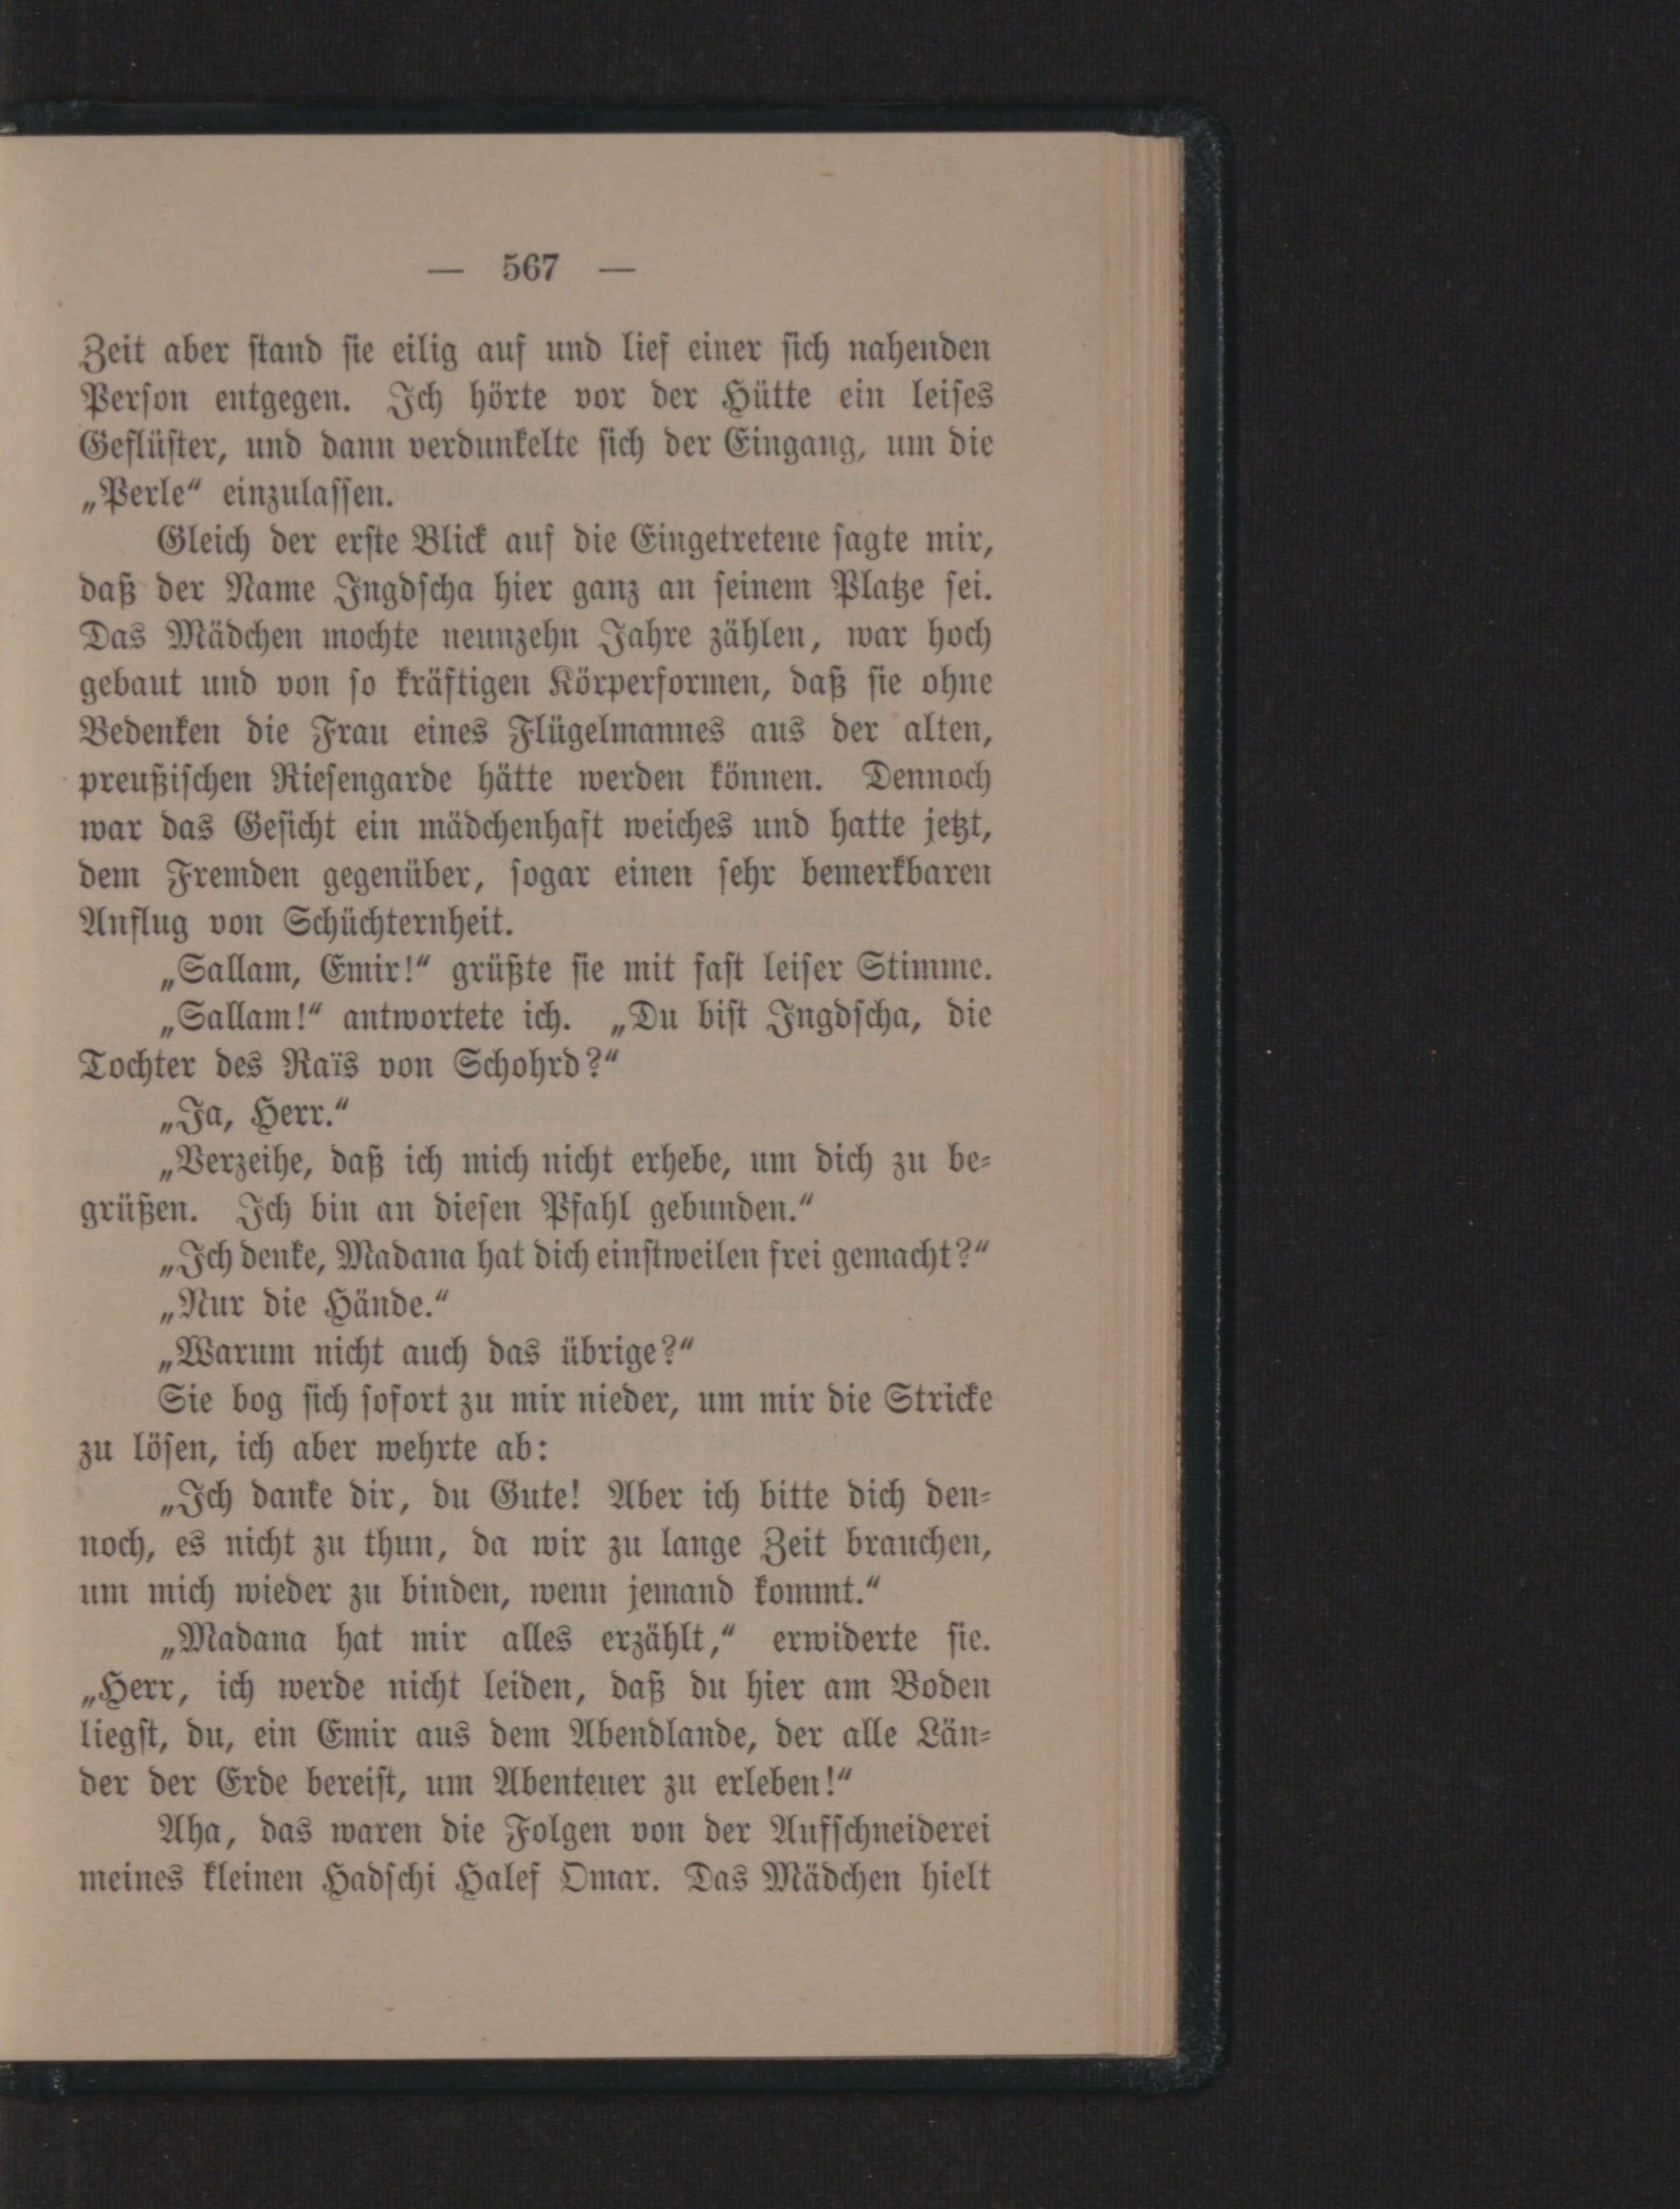 — 567 —
Zeit aber stand sie eilig auf und lief einer sich nahenden
Person entgegen. Ich hörte vor der Hütte ein leises
Geflüster, und dann verdunkelte sich der Eingang, um die
„Perle“ einzulassen.
Gleich der erste Blick auf die Eingetretene sagte mir,
daß der Name Ingdscha hier ganz an seinem Platze sei.
Das Mädchen mochte neunzehn Jahre zählen, war hoch
gebaut und von so kräftigen Körperformen, daß sie ohne
Bedenken die Frau eines Flügelmannes aus der alten,
preußischen Riesengarde hätte werden können. Dennoch
war das Gesicht ein mädchenhaft weiches und hatte jetzt,
dem Fremden gegenüber, sogar einen sehr bemerkbaren
Anflug von Schüchternheit.
„Sallam, Emir!“ grüßte sie mit fast leiser Stimme.
„Sallam!“ antwortete ich. „Du bist Ingdscha, die
Tochter des Raïs von Schohrd?“
„Ja, Herr.“
„Verzeihe, daß ich mich nicht erhebe, um dich zu be-
grüßen. Ich bin an diesen Pfahl gebunden.“
„Ich denke, Madana hat dich einstweilen frei gemacht?“
„Nur die Hände.“
„Warum nicht auch das übrige?“
Sie bog sich sofort zu mir nieder, um mir die Stricke
zu lösen, ich aber wehrte ab:
„Ich danke dir, du Gute! Aber ich bitte dich den-
noch, es nicht zu thun, da wir zu lange Zeit brauchen,
um mich wieder zu binden, wenn jemand kommt.“
„Madana hat mir alles erzählt,“ erwiderte sie.
„Herr, ich werde nicht leiden, daß du hier am Boden
liegst, du, ein Emir aus dem Abendlande, der alle Län-
der der Erde bereist, um Abenteuer zu erleben!“
Aha, das waren die Folgen von der Aufschneiderei
meines kleinen Hadschi Halef Omar. Das Mädchen hielt